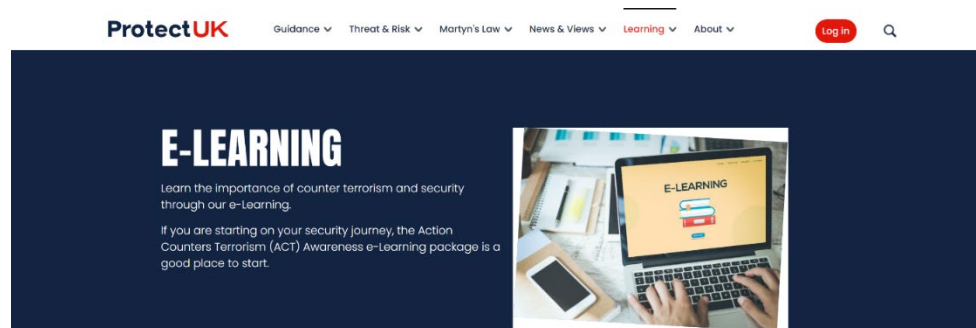 ProtectUK
Guidance Threat & Risk Martyn's Law News & Views Learning About Log in
E-LEARNING
Learn the importance of counter terrorism and security
through our e-Learning.
If you are starting on your security journey, the Action
Counters Terrorism (ACT) Awareness e-Learning package is a
good place to start.
E-LEARNING